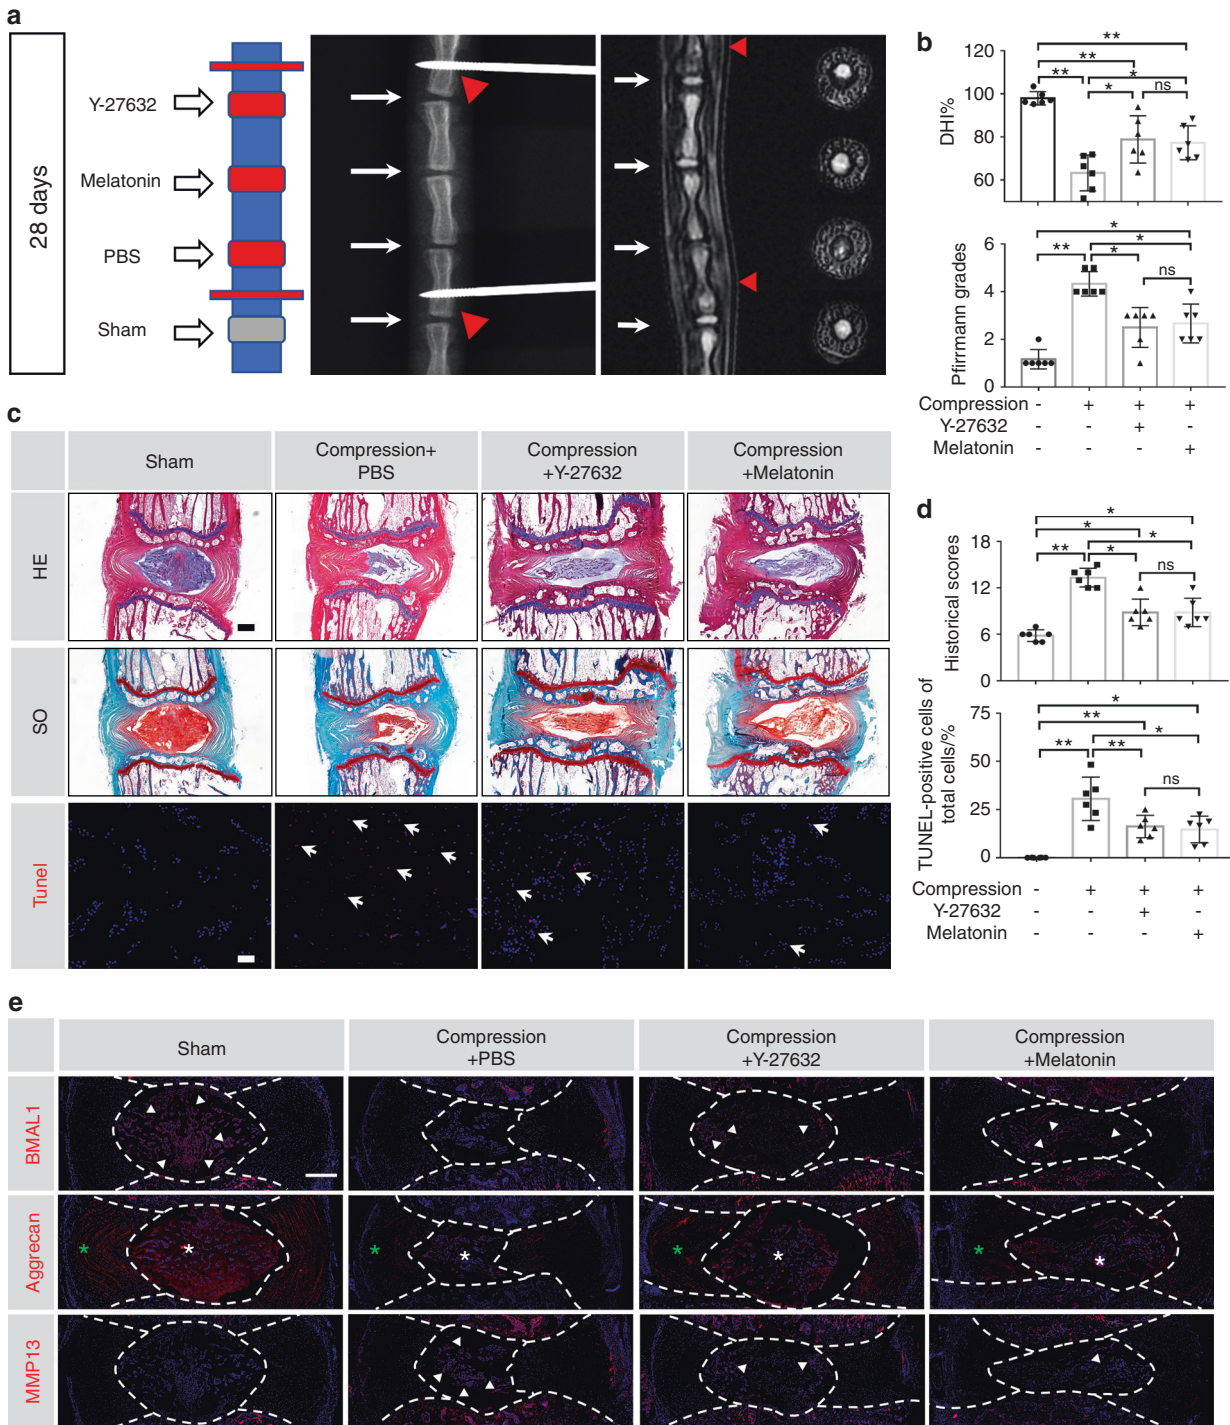 a
28 days
Y-27632
Melatonin
PBS
Sham
b
DHI%
120
100
80
60
**
**
** *
* ns
Pfirrmann grades
6
4
2
0
*
*
** *
ns
Compression - + + +
Y-27632 - - + -
Melatonin - - - +
c
Sham
Compression+
PBS
Compression
+Y-27632
Compression
+Melatonin
HE
SO
Tunel
d
Historical scores
18
12
6
0
*
* *
** *
ns
TUNEL-positive cells of
total cells/%
75
50
25
0
*
** *
** **
ns
Compression - + + +
Y-27632 - - + -
Melatonin - - - +
e
Sham
Compression
+PBS
Compression
+Y-27632
Compression
+Melatonin
BMAL1
Aggrecan
* *
* *
* *
* *
MMP13